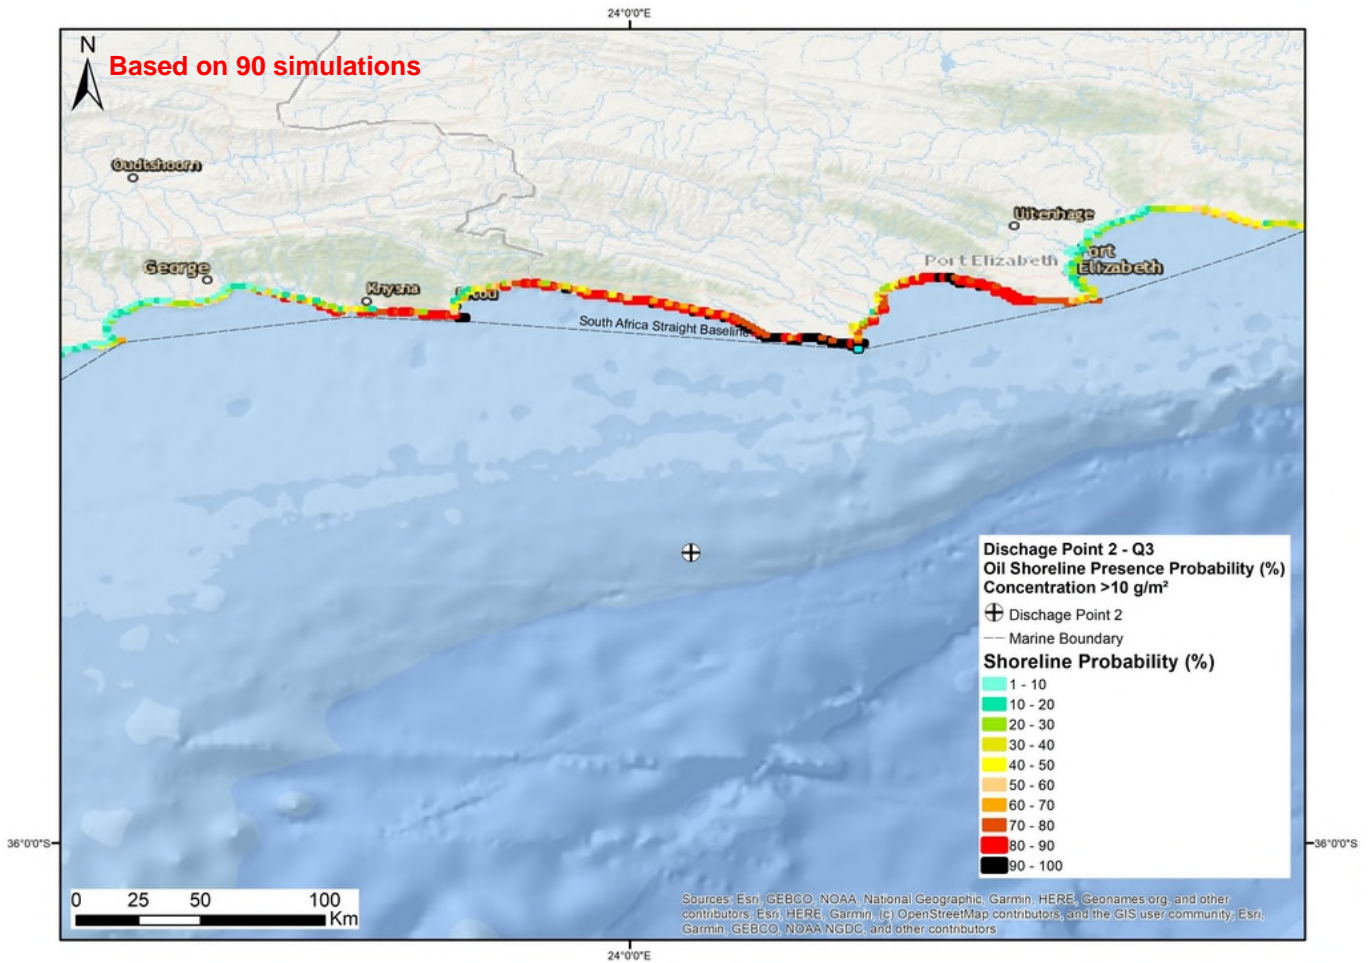 24°0'0"E
N
Based on 90 simulations
Oudtshoorn
Uitenhage
George
Port Elizabeth
ort
Elizabeth
Knysna
South Africa Straight Baseline
Dischage Point 2 - Q3
Oil Shoreline Presence Probability (%)
Concentration >10 g/m²
Dischage Point 2
Marine Boundary
Shoreline Probability (%)
1 - 10
10 - 20
20 - 30
30 - 40
40 - 50
50 - 60
60 - 70
70 - 80
80 - 90
90 - 100
36°0'0"S
36°0'0"S
0 25 50 100
Km
Sources: Esri, GEBCO, NOAA, National Geographic, Garmin, HERE, Geonames.org, and other
contributors, Esri, HERE, Garmin, (c) OpenStreetMap contributors, and the GIS user community, Esri,
Garmin, GEBCO, NOAA NGDC, and other contributors
24°0'0"E